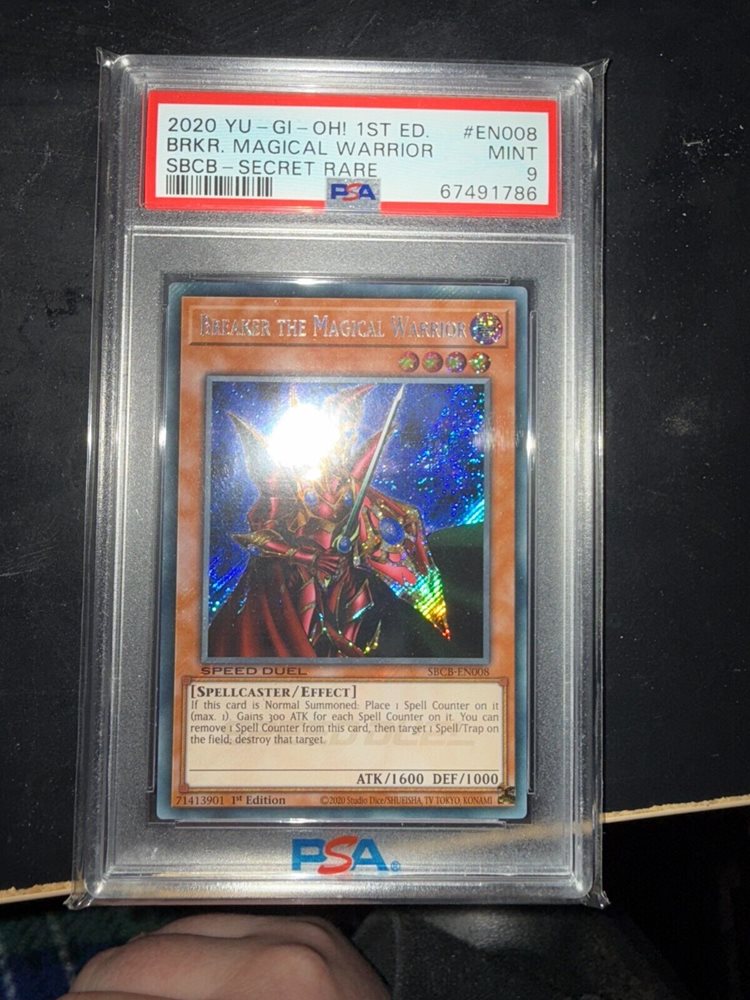 2020 YU-GI-OH! 1ST ED. #EN008
BRKR. MAGICAL WARRIOR MINT
SBCB-SECRET RARE 9
PSA 67491786
BREAKER THE MAGICAL WARRIOR
SPEED DUEL SBCB-EN008
[SPELLCASTER/EFFECT]
If this card is Normal Summoned: Place 1 Spell Counter on it
(max. 1). Gains 300 ATK for each Spell Counter on it. You can
remove 1 Spell Counter from this card, then target 1 Spell/Trap on
the field; destroy that target.
ATK/1600 DEF/1000
71413901 1st Edition ©2020 Studio Dice/SHUEISHA, TV TOKYO, KONAMI
PSA®